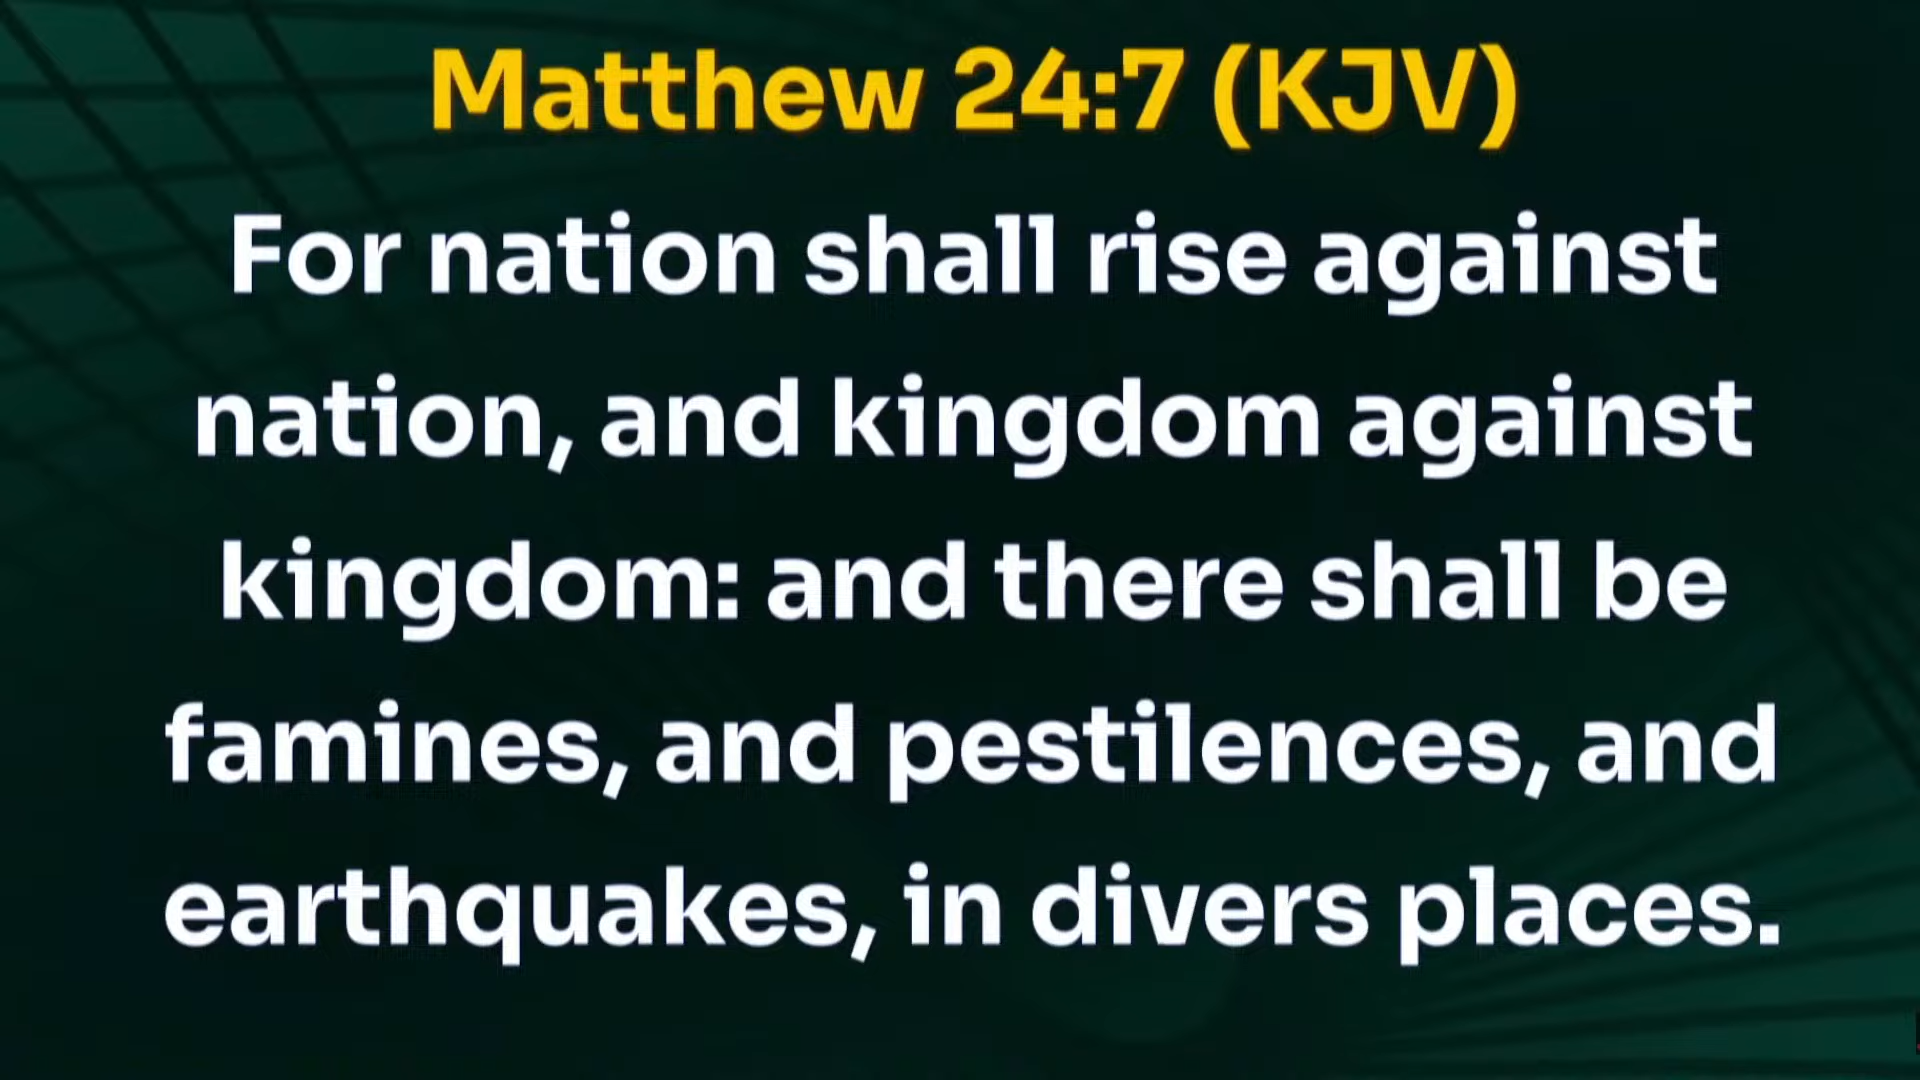 Matthew 24:7 (KJV)
For nation shall rise against
nation, and kingdom against
kingdom: and there shall be
famines, and pestilences, and
earthquakes, in divers places.